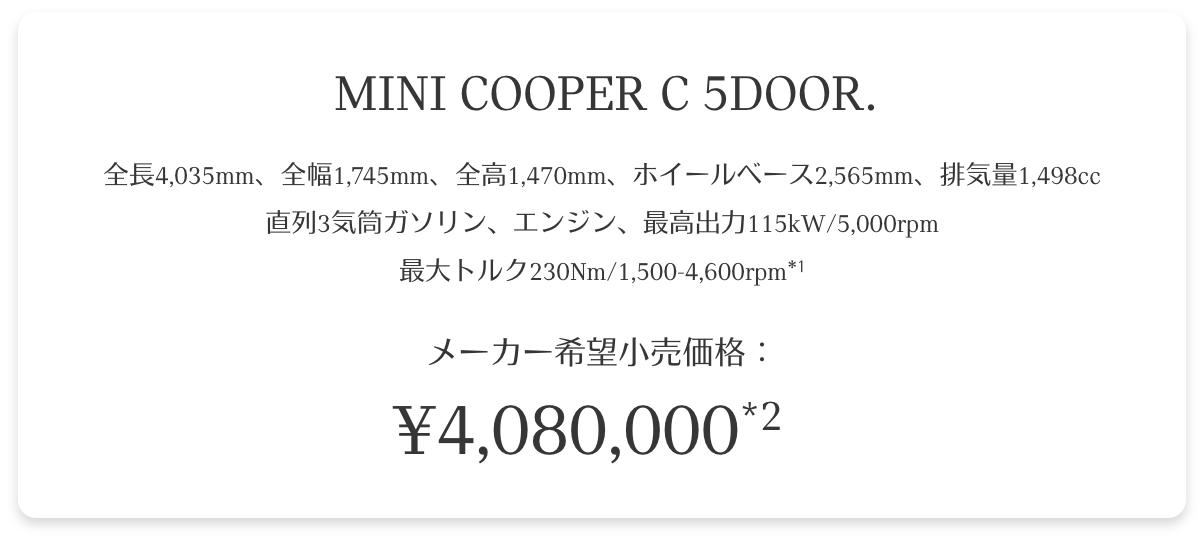 MINI COOPER C 5DOOR.
全長4,035mm、全幅1,745mm、全高1,470mm、ホイールベース2,565mm、排気量1,498cc
直列3気筒ガソリン、エンジン、最高出力115kW/5,000rpm
最大トルク230Nm/1,500-4,600rpm*1
メーカー希望小売価格：
¥4,080,000*2